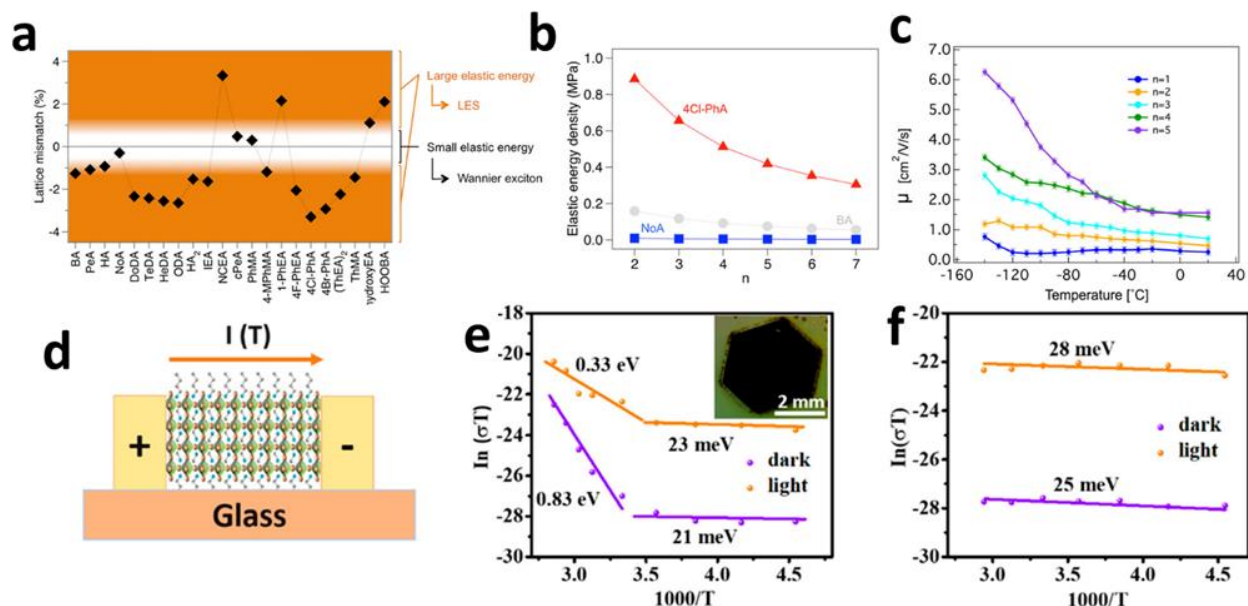 a
4
2
0
-2
-4
Lattice mismatch (%)
BA
PeA
HA
NoA
DoDA
TeDA
HeDA
ODA
HA₂
IEA
NCEA
cPeA
PhMA
4-MPhMA
1-PhEA
4F-PhEA
4Cl-PhA
4Br-PhA
(ThEA)₂
ThMA
hydroxyEA
HOOBA
Large elastic energy
LES
Small elastic energy
Wannier exciton
b
1.0
0.8
0.6
0.4
0.2
0.0
Elastic energy density (MPa)
4Cl-PhA
BA
NoA
2 3 4 5 6 7
n
c
7.0
6.0
5.0
4.0
3.0
2.0
1.0
0.0
μ [cm²/V/s]
n=1
n=2
n=3
n=4
n=5
-160 -120 -80 -40 0 40
Temperature [˚C]
d
I (T)
+
-
Glass
e
-18
-20
-22
-24
-26
-28
-30
In (σT)
0.33 eV
2 mm
23 meV
dark
light
0.83 eV
21 meV
3.0 3.5 4.0 4.5
1000/T
f
-20
-22
-24
-26
-28
-30
In(σT)
28 meV
dark
light
25 meV
3.0 3.5 4.0 4.5
1000/T